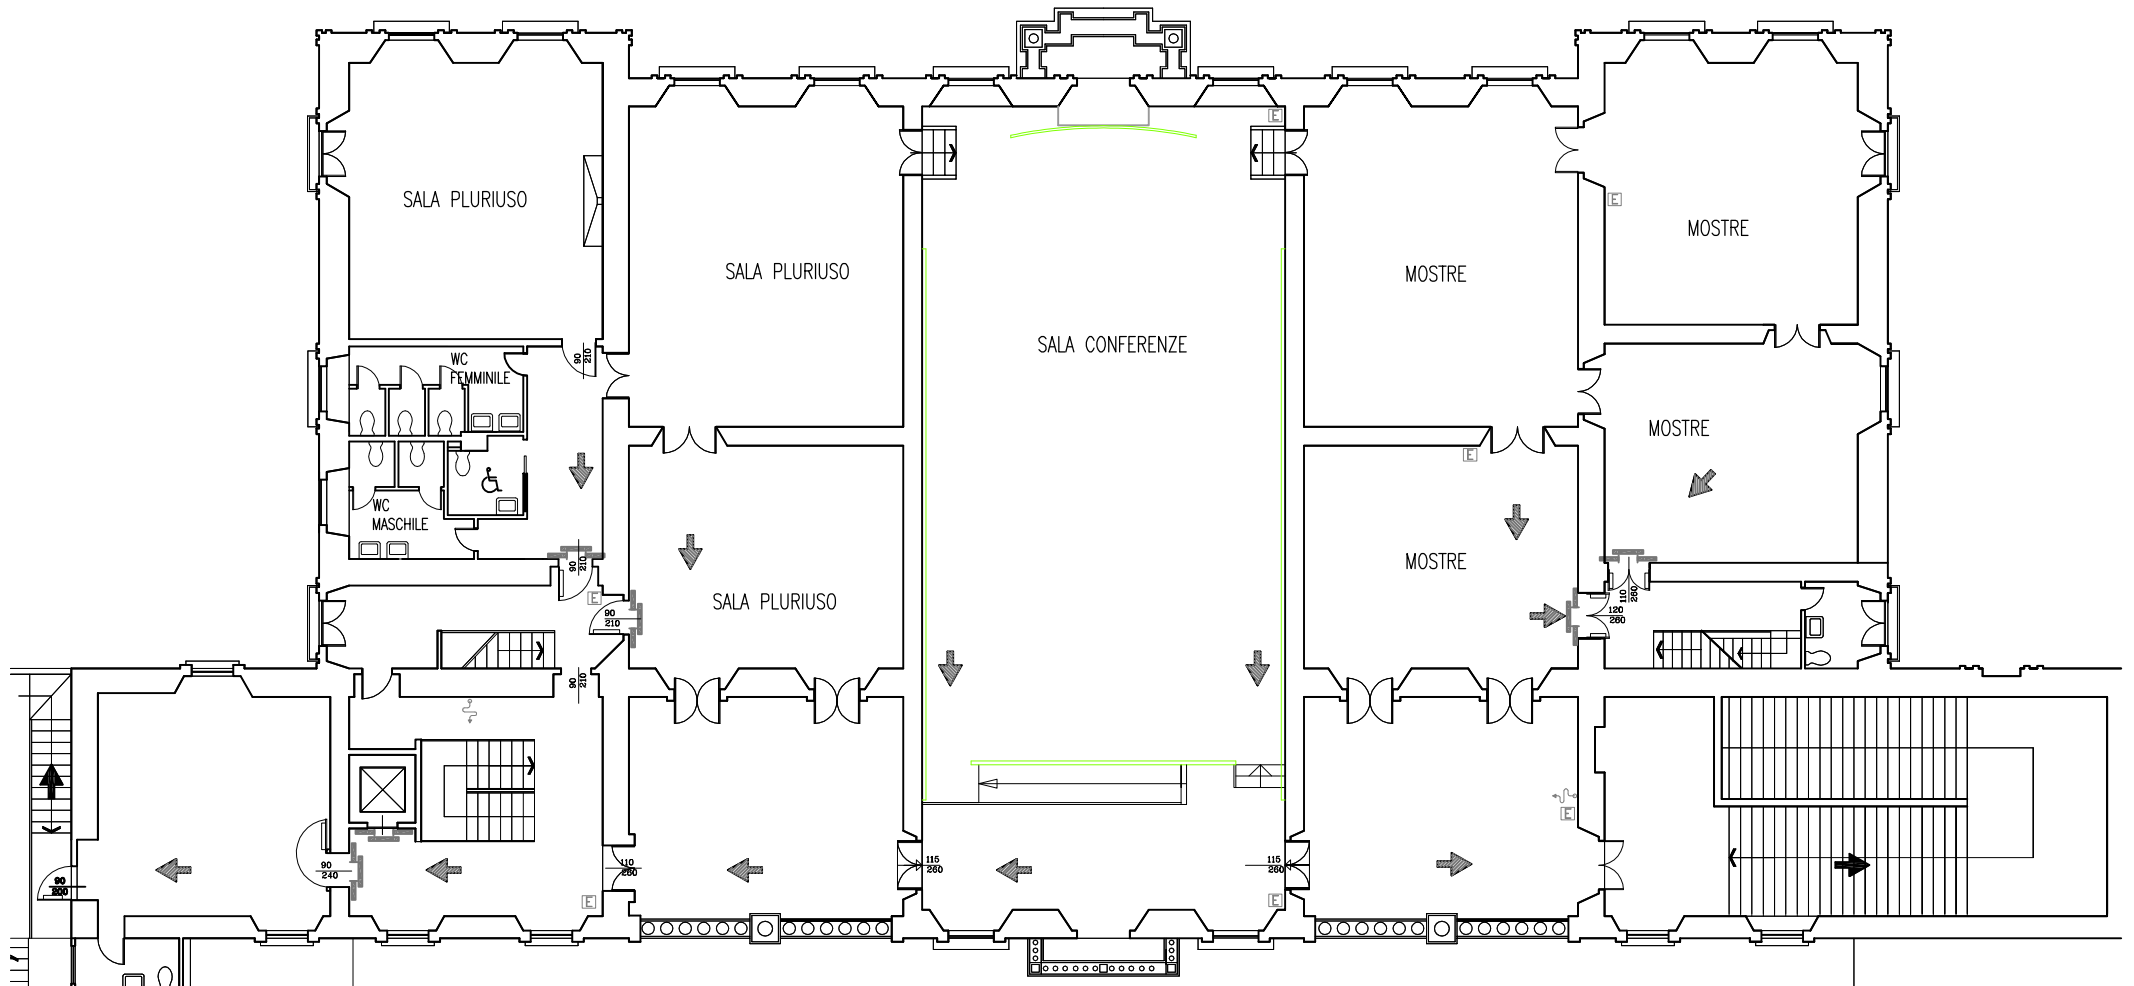 E
SALA PLURIUSO
E
MOSTRE
SALA PLURIUSO
MOSTRE
SALA CONFERENZE
WC
FEMMINILE
90
210
MOSTRE
E
WC
MASCHILE
90
210
MOSTRE
SALA PLURIUSO
E
90
210
110
260
120
260
90
210
E
90
240
110
260
115
260
115
260
90
200
E
E